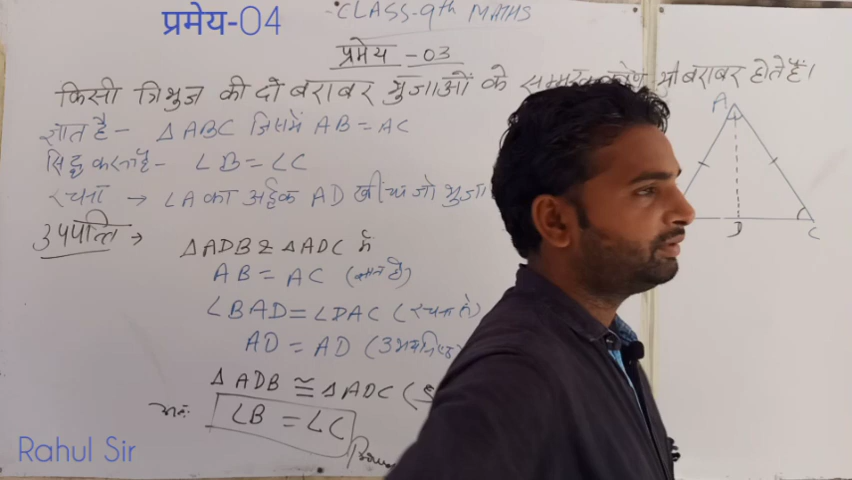 प्रमेय-04
CLASS-9th MATHS
प्रमेय -03
किसी त्रिभुज की दो बराबर भुजाओं के सम्मुख कोण भी बराबर होते हैं।
ज्ञात है- △ABC जिसमें AB = AC
सिद्ध करना है- ∠B = ∠C
रचना → ∠A का अर्द्धक AD खींचा जो भुजा
उपपत्ति → △ADB ≅ △ADC में
AB = AC (ज्ञात है)
∠BAD = ∠DAC (रचना से)
AD = AD (उभयनिष्ठ)
△ADB ≅ △ADC (
अतः ∠B = ∠C
A
D
C
Rahul Sir